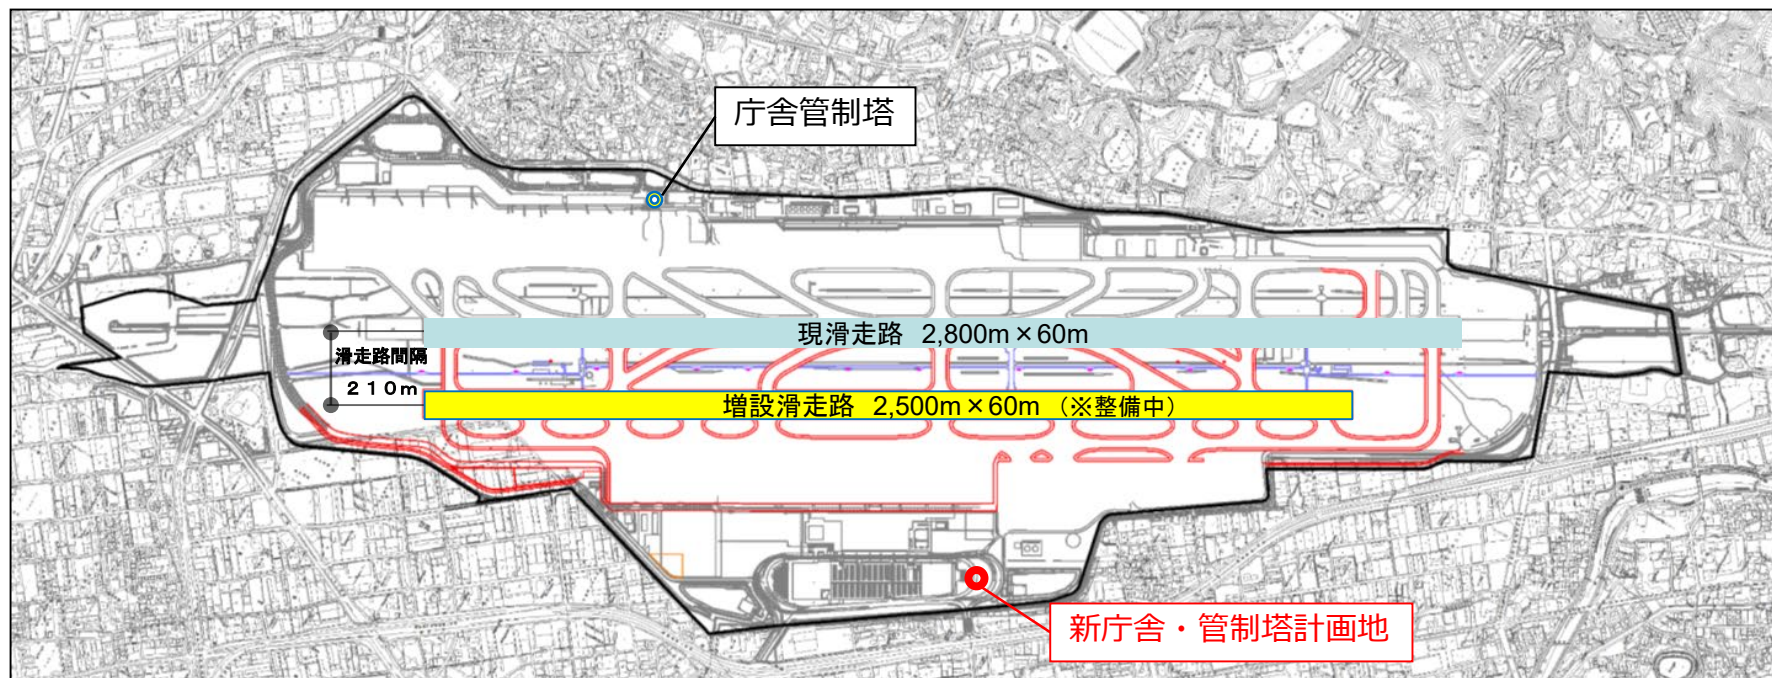 庁舎管制塔
現滑走路 2,800m×60m
滑走路間隔
２１０ｍ
増設滑走路 2,500m×60m (※整備中)
新庁舎・管制塔計画地